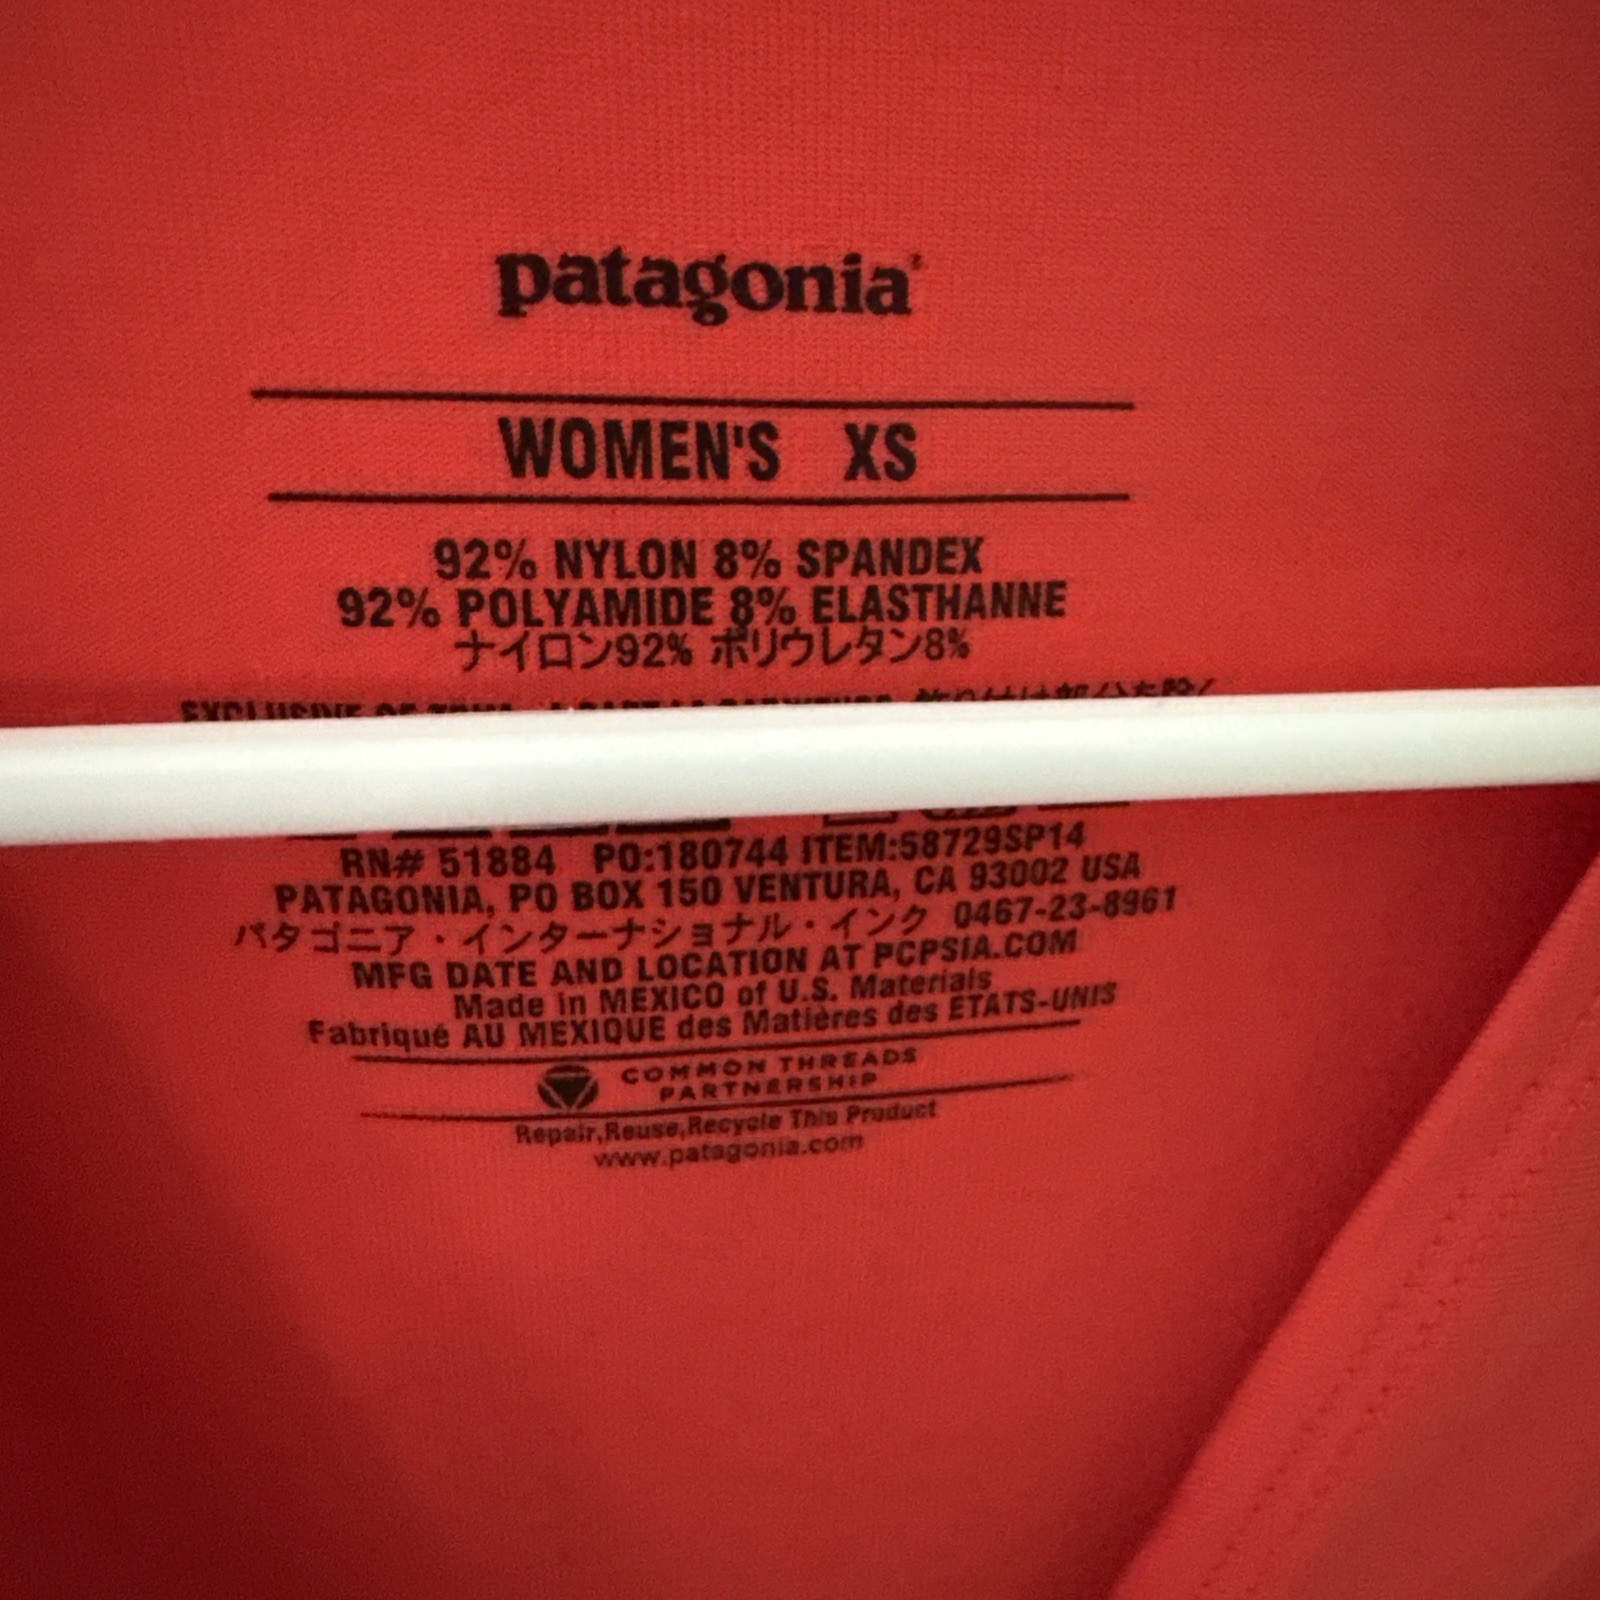 patagonia®
WOMEN'S XS
92% NYLON 8% SPANDEX
92% POLYAMIDE 8% ELASTHANNE
ナイロン92% ポリウレタン8%
EXCLUSIVE OF
RN# 51884 PO:180744 ITEM:58729SP14
PATAGONIA, PO BOX 150 VENTURA, CA 93002 USA
パタゴニア・インターナショナル・インク 0467-23-8961
MFG DATE AND LOCATION AT PCPSIA.COM
Made in MEXICO of U.S. Materials
Fabriqué AU MEXIQUE des Matières des ÉTATS-UNIS
COMMON THREADS
PARTNERSHIP
Repair,Reuse,Recycle This Product
www.patagonia.com